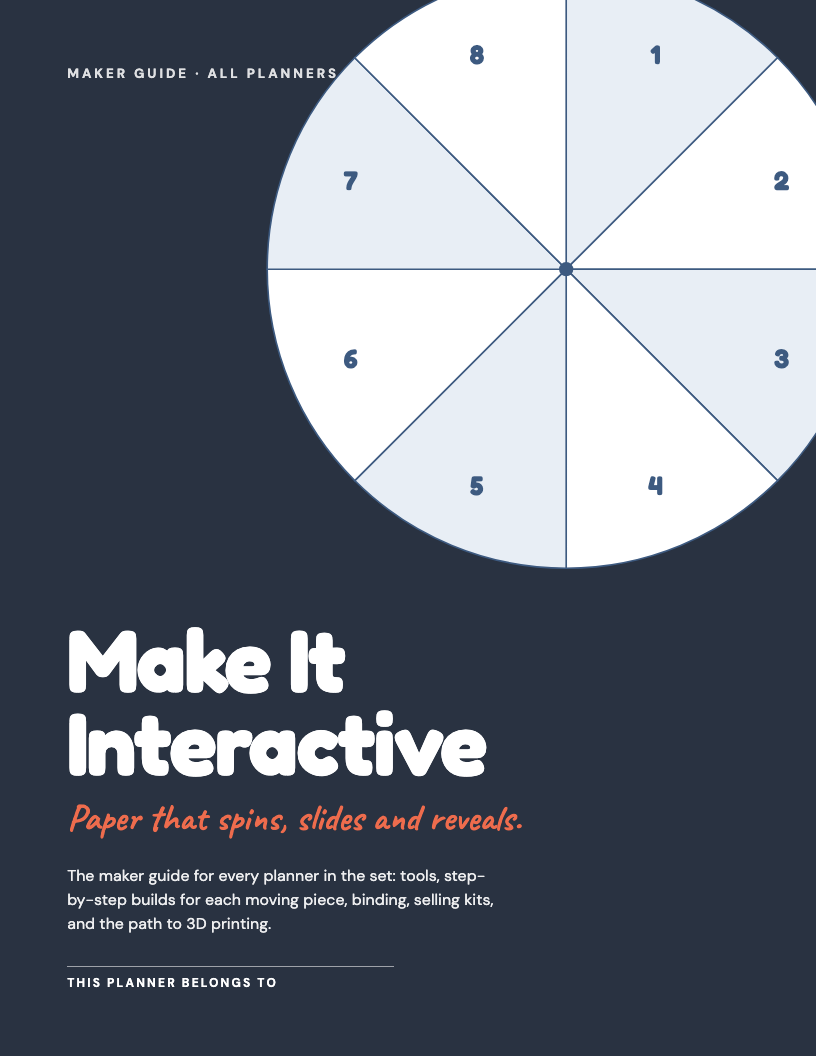 MAKER GUIDE · ALL PLANNERS
8
1
7
2
6
3
5
4
Make It
Interactive
Paper that spins, slides and reveals.
The maker guide for every planner in the set: tools, step-
by-step builds for each moving piece, binding, selling kits,
and the path to 3D printing.
THIS PLANNER BELONGS TO